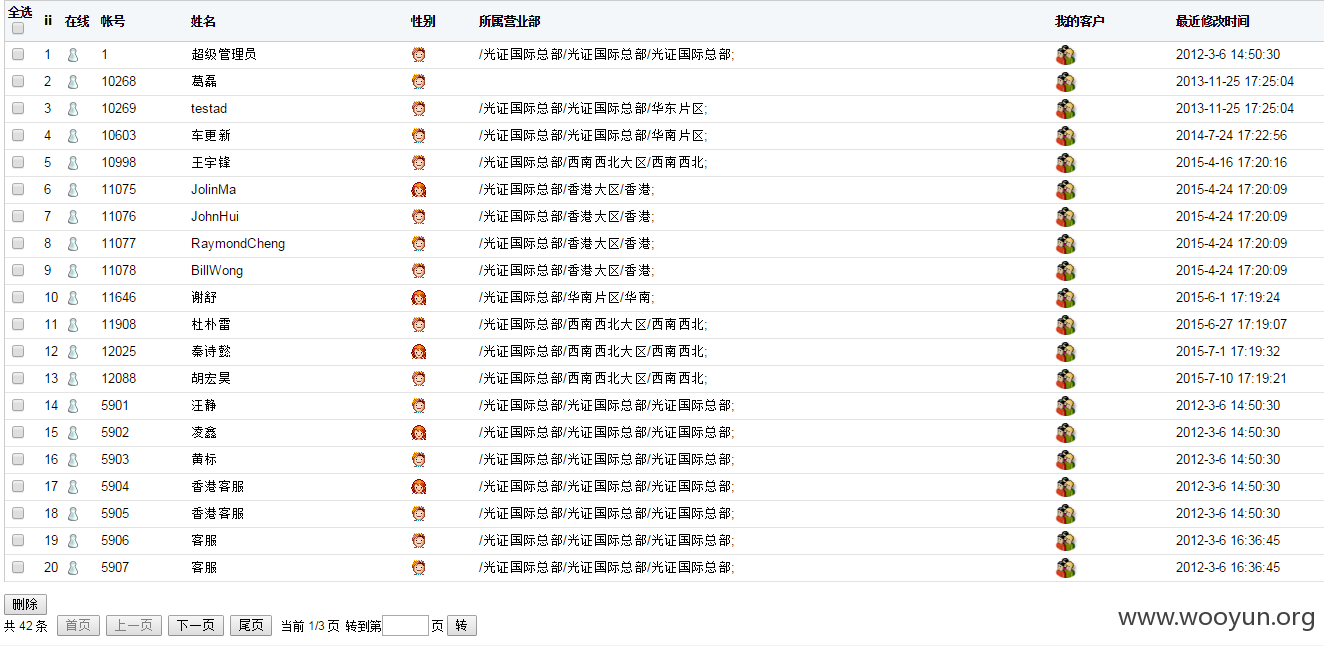 全选 ii 在线 帐号 姓名 性别 所属营业部 我的客户 最近修改时间
1 1 超级管理员 /光证国际总部/光证国际总部/光证国际总部; 2012-3-6 14:50:30
2 10268 葛磊 2013-11-25 17:25:04
3 10269 testad /光证国际总部/光证国际总部/华东片区; 2013-11-25 17:25:04
4 10603 车更新 /光证国际总部/光证国际总部/华南片区; 2014-7-24 17:22:56
5 10998 王宇锋 /光证国际总部/西南西北大区/西南西北; 2015-4-16 17:20:16
6 11075 JolinMa /光证国际总部/香港大区/香港; 2015-4-24 17:20:09
7 11076 JohnHui /光证国际总部/香港大区/香港; 2015-4-24 17:20:09
8 11077 RaymondCheng /光证国际总部/香港大区/香港; 2015-4-24 17:20:09
9 11078 BillWong /光证国际总部/香港大区/香港; 2015-4-24 17:20:09
10 11646 谢舒 /光证国际总部/华南片区/华南; 2015-6-1 17:19:24
11 11908 杜朴雷 /光证国际总部/西南西北大区/西南西北; 2015-6-27 17:19:07
12 12025 秦诗懿 /光证国际总部/西南西北大区/西南西北; 2015-7-1 17:19:32
13 12088 胡宏昊 /光证国际总部/西南西北大区/西南西北; 2015-7-10 17:19:21
14 5901 汪静 /光证国际总部/光证国际总部/光证国际总部; 2012-3-6 14:50:30
15 5902 凌鑫 /光证国际总部/光证国际总部/光证国际总部; 2012-3-6 14:50:30
16 5903 黄标 /光证国际总部/光证国际总部/光证国际总部; 2012-3-6 14:50:30
17 5904 香港客服 /光证国际总部/光证国际总部/光证国际总部; 2012-3-6 14:50:30
18 5905 香港客服 /光证国际总部/光证国际总部/光证国际总部; 2012-3-6 14:50:30
19 5906 客服 /光证国际总部/光证国际总部/光证国际总部; 2012-3-6 16:36:45
20 5907 客服 /光证国际总部/光证国际总部/光证国际总部; 2012-3-6 16:36:45
删除
共 42 条 首页 上一页 下一页 尾页 当前 1/3 页 转到第 页 转
www.wooyun.org